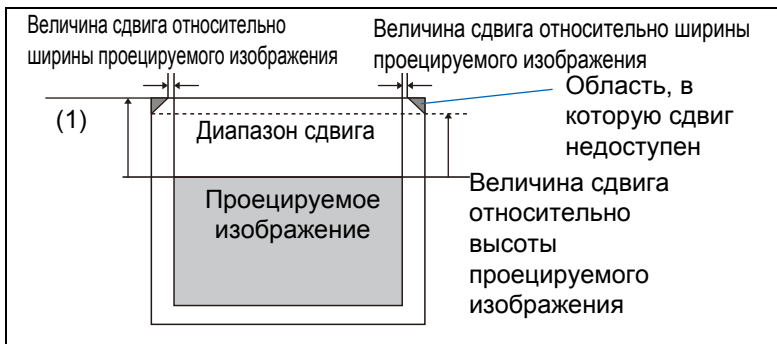 Величина сдвига относительно
ширины проецируемого изображения
Величина сдвига относительно ширины
проецируемого изображения
Область, в
которую сдвиг
недоступен
(1)
Диапазон сдвига
Проецируемое
изображение
Величина сдвига
относительно
высоты
проецируемого
изображения